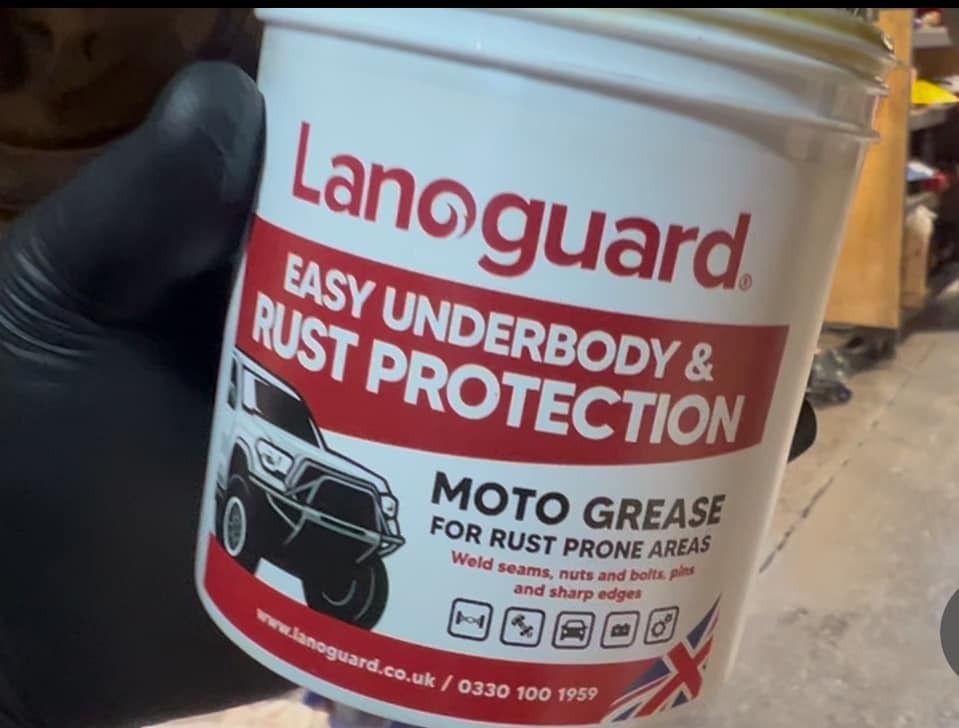 Lanoguard®
EASY UNDERBODY &
RUST PROTECTION
MOTO GREASE
FOR RUST PRONE AREAS
Weld seams, nuts and bolts, pins
and sharp edges
www.lanoguard.co.uk / 0330 100 1959